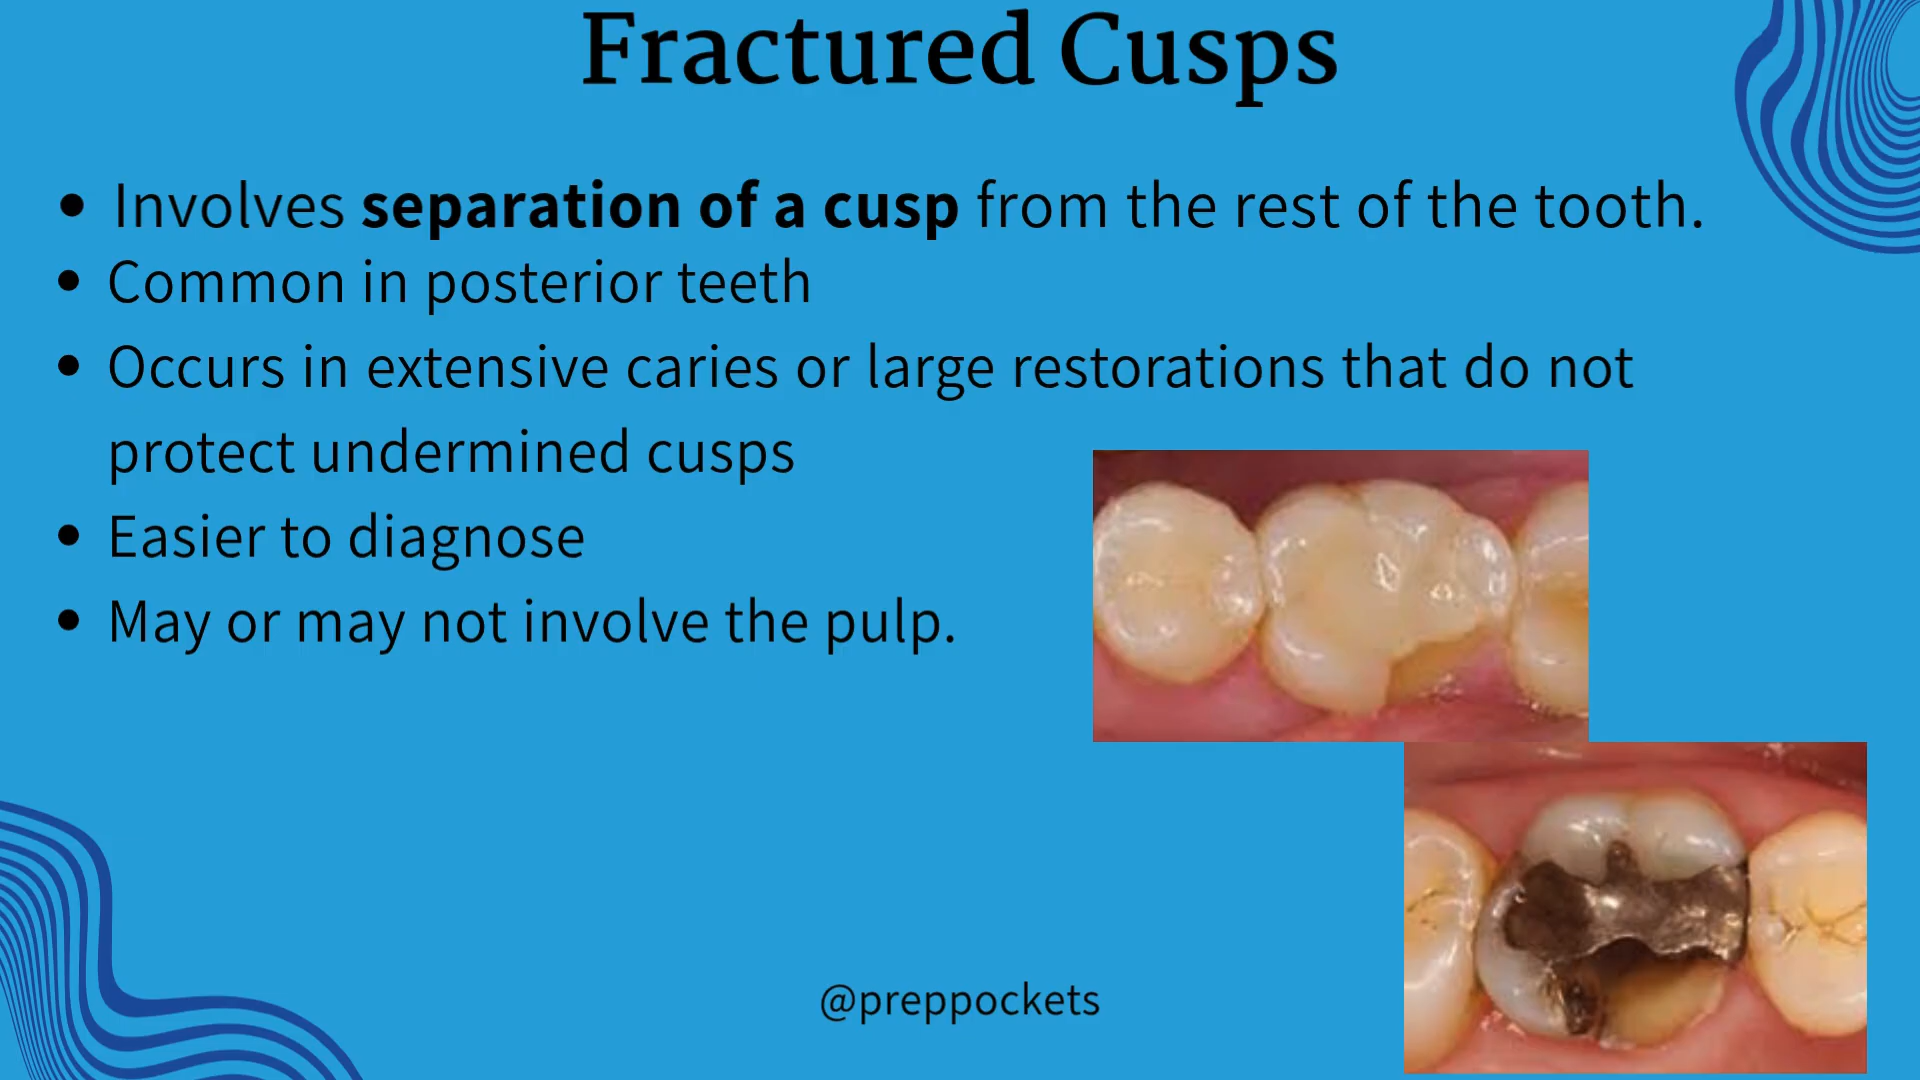 Fractured Cusps
• Involves separation of a cusp from the rest of the tooth.
• Common in posterior teeth
• Occurs in extensive caries or large restorations that do not
protect undermined cusps
• Easier to diagnose
• May or may not involve the pulp.
@preppockets